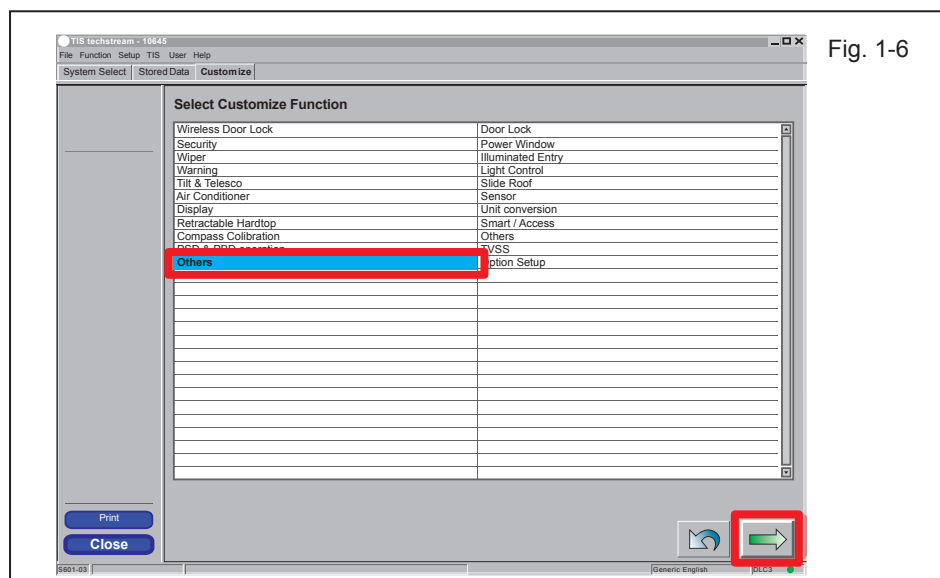 Fig. 1-6
TIS techstream - 10645
File Function Setup TIS User Help
System Select Stored Data Customize
Select Customize Function
Wireless Door Lock Door Lock
Security Power Window
Wiper Illuminated Entry
Warning Light Control
Tilt & Telesco Slide Roof
Air Conditioner Sensor
Display Unit conversion
Retractable Hardtop Smart / Access
Compass Colibration Others
TVSS
Others Option Setup
Print
Close
S601-03 Generic English DLC3